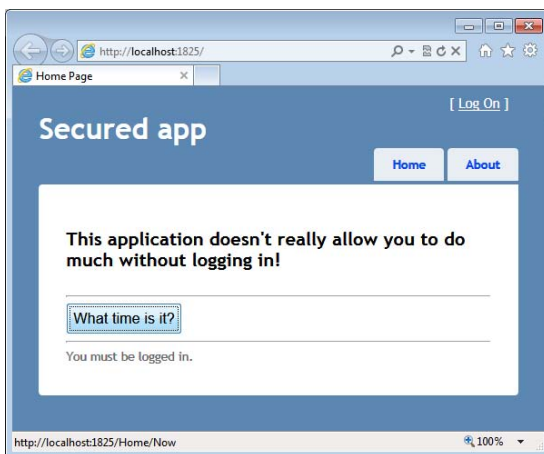 http://localhost:1825/
Home Page
[ Log On ]
Secured app
Home
About
This application doesn't really allow you to do
much without logging in!
What time is it?
You must be logged in.
http://localhost:1825/Home/Now
100%